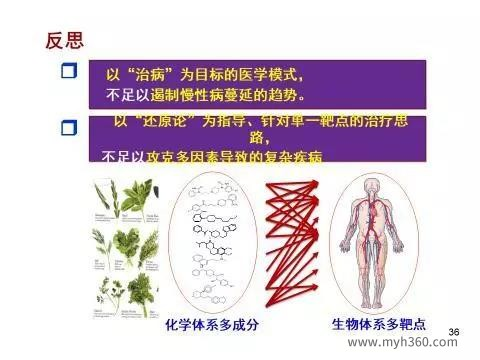 反思
以“治病”为目标的医学模式，
不足以遏制慢性病蔓延的趋势。
以“还原论”为指导、针对单一靶点的治疗思
路，
不足以攻克多因素导致的复杂疾病
化学体系多成分
生物体系多靶点
36
www.myh360.com